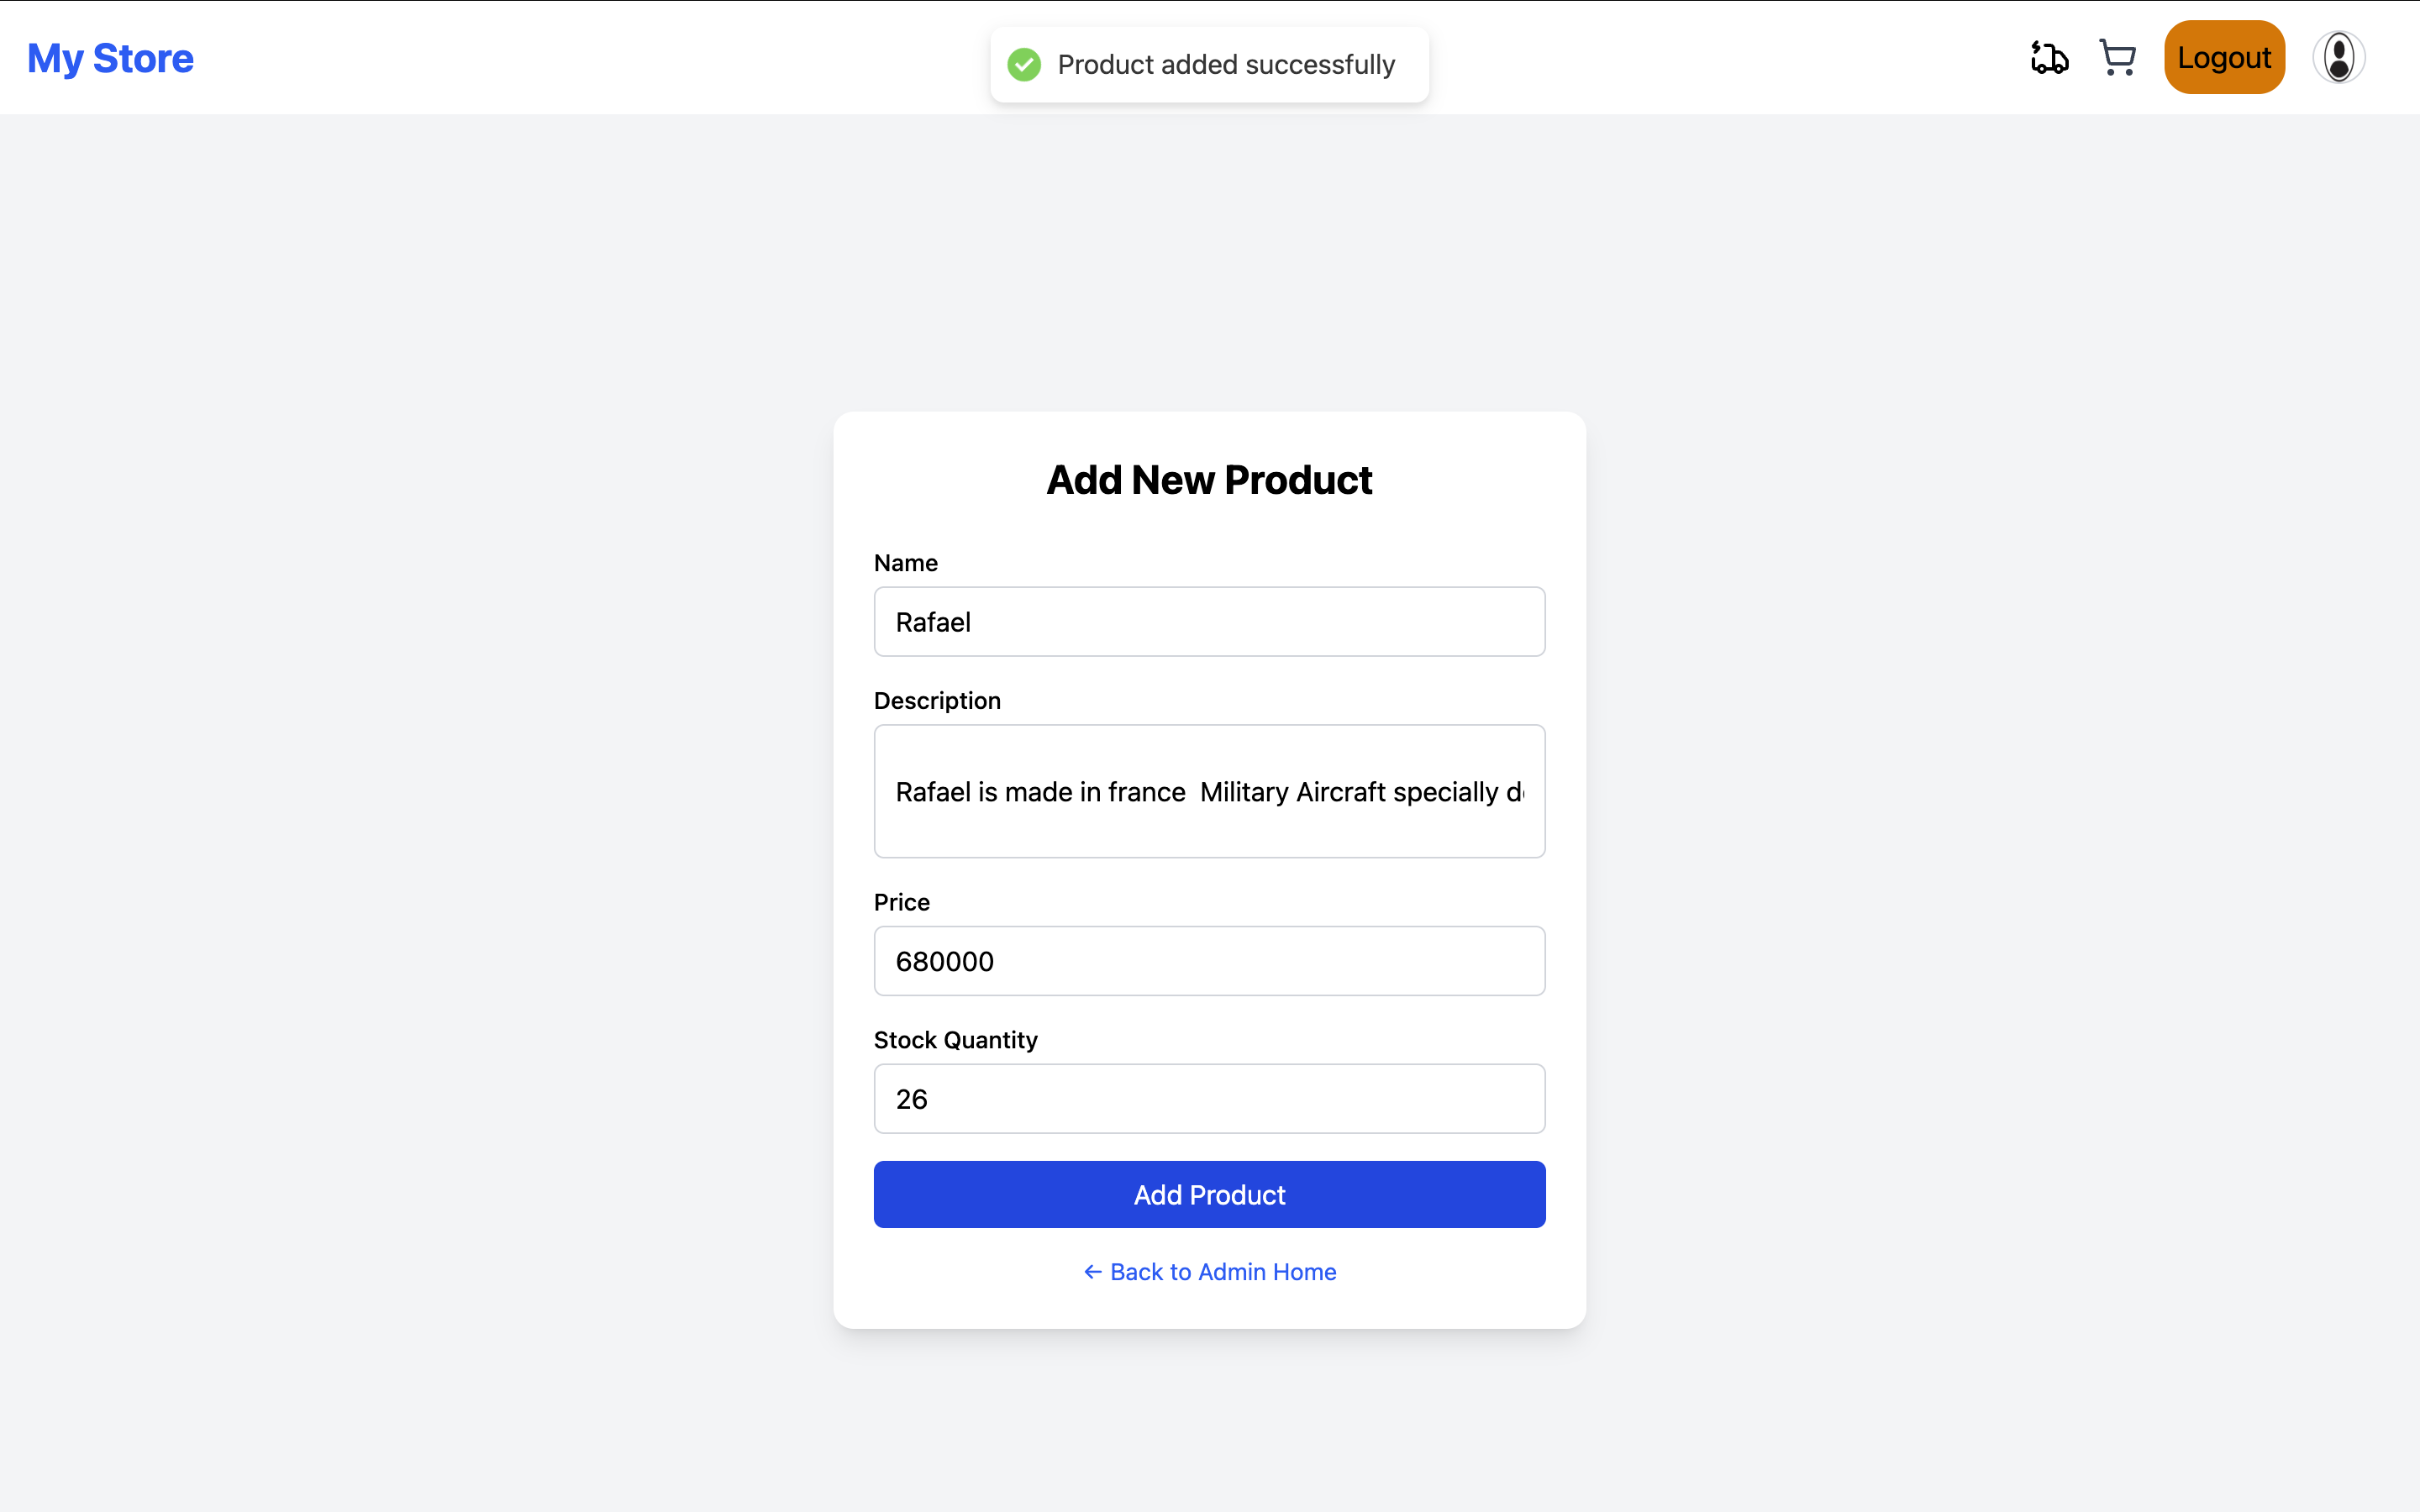 My Store
Product added successfully
Logout
Add New Product
Name
Rafael
Description
Rafael is made in france  Military Aircraft specially
Price
680000
Stock Quantity
26
Add Product
← Back to Admin Home